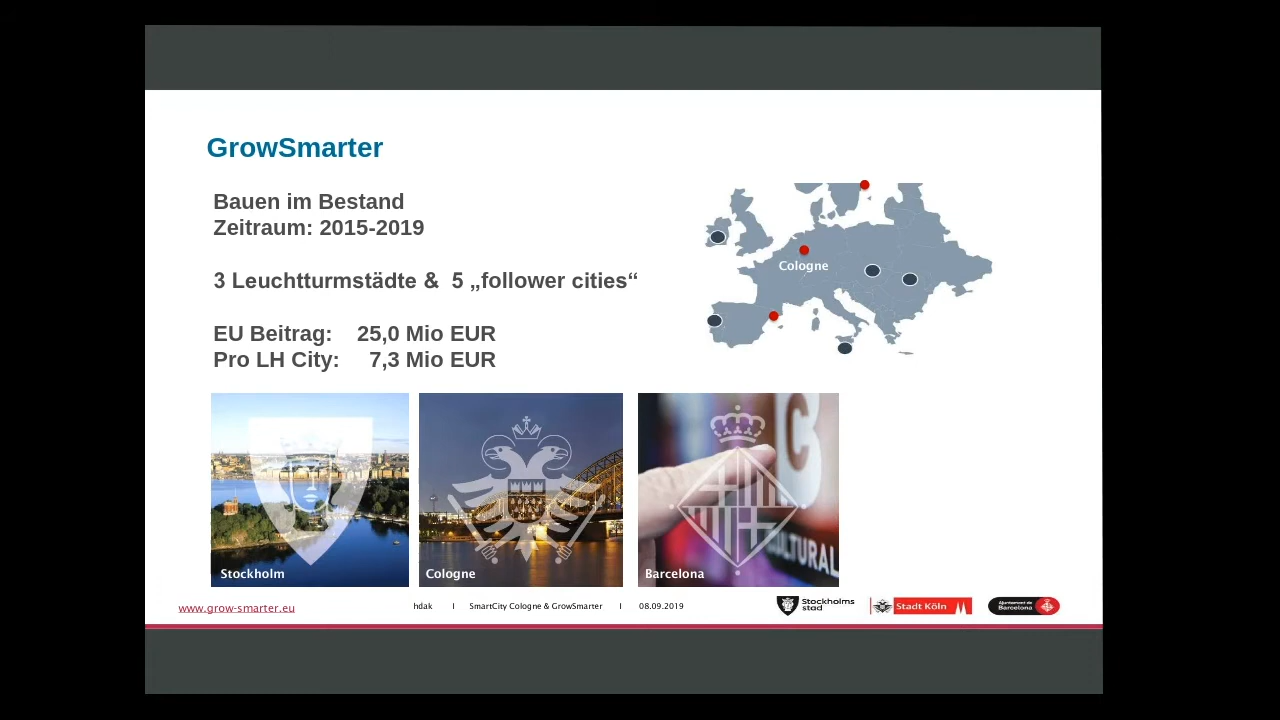 GrowSmarter
Bauen im Bestand
Zeitraum: 2015-2019
3 Leuchtturmstädte & 5 „follower cities“
EU Beitrag: 25,0 Mio EUR
Pro LH City: 7,3 Mio EUR
Cologne
C
CULTURAL
Stockholm
Cologne
Barcelona
www.grow-smarter.eu
hdak I SmartCity Cologne & GrowSmarter I 08.09.2019
Stockholms
stad
Stadt Köln
Ajuntament de
Barcelona